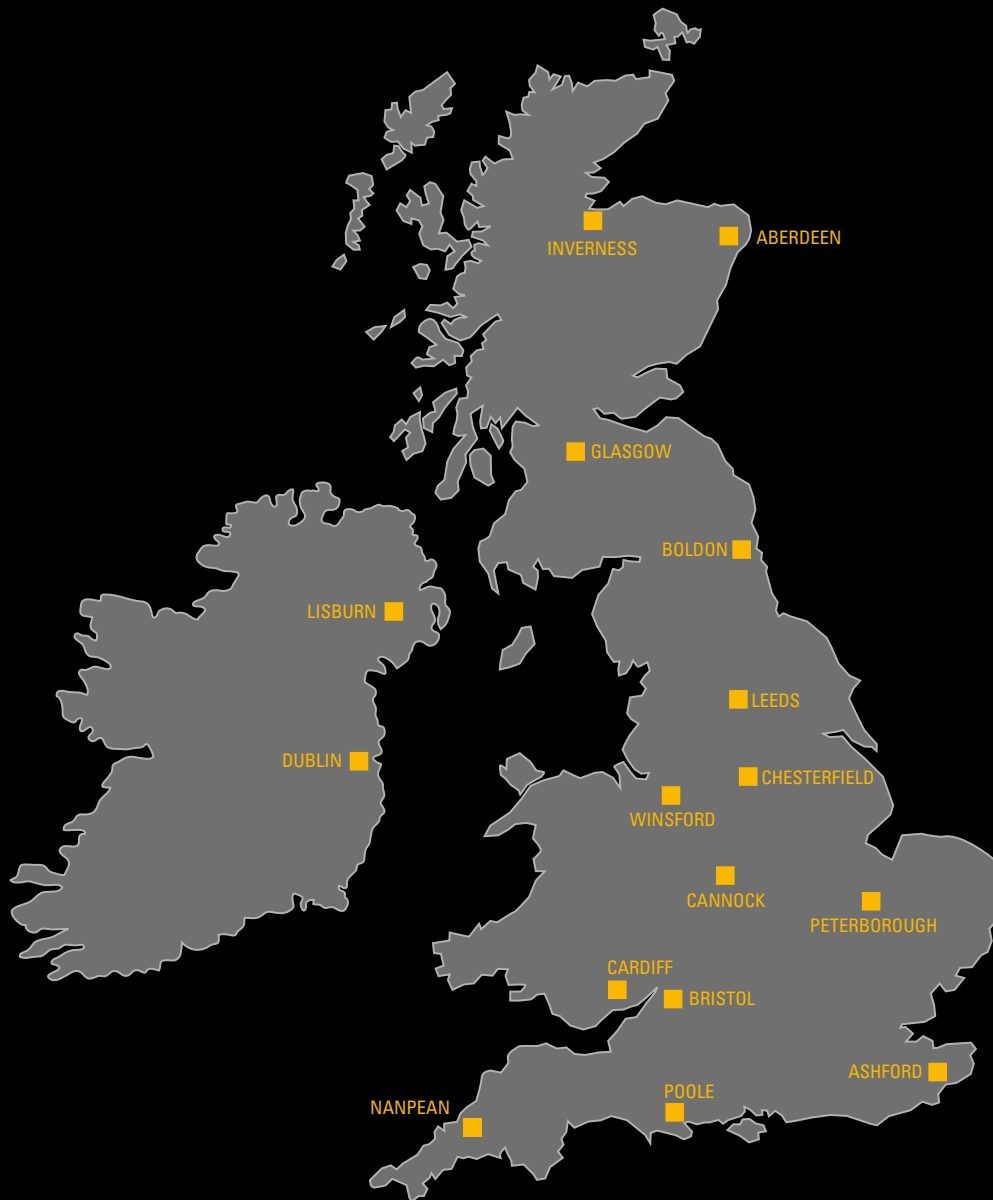 ABERDEEN
INVERNESS
GLASGOW
BOLDON
LISBURN
LEEDS
DUBLIN
CHESTERFIELD
WINSFORD
CANNOCK
PETERBOROUGH
CARDIFF
BRISTOL
ASHFORD
POOLE
NANPEAN